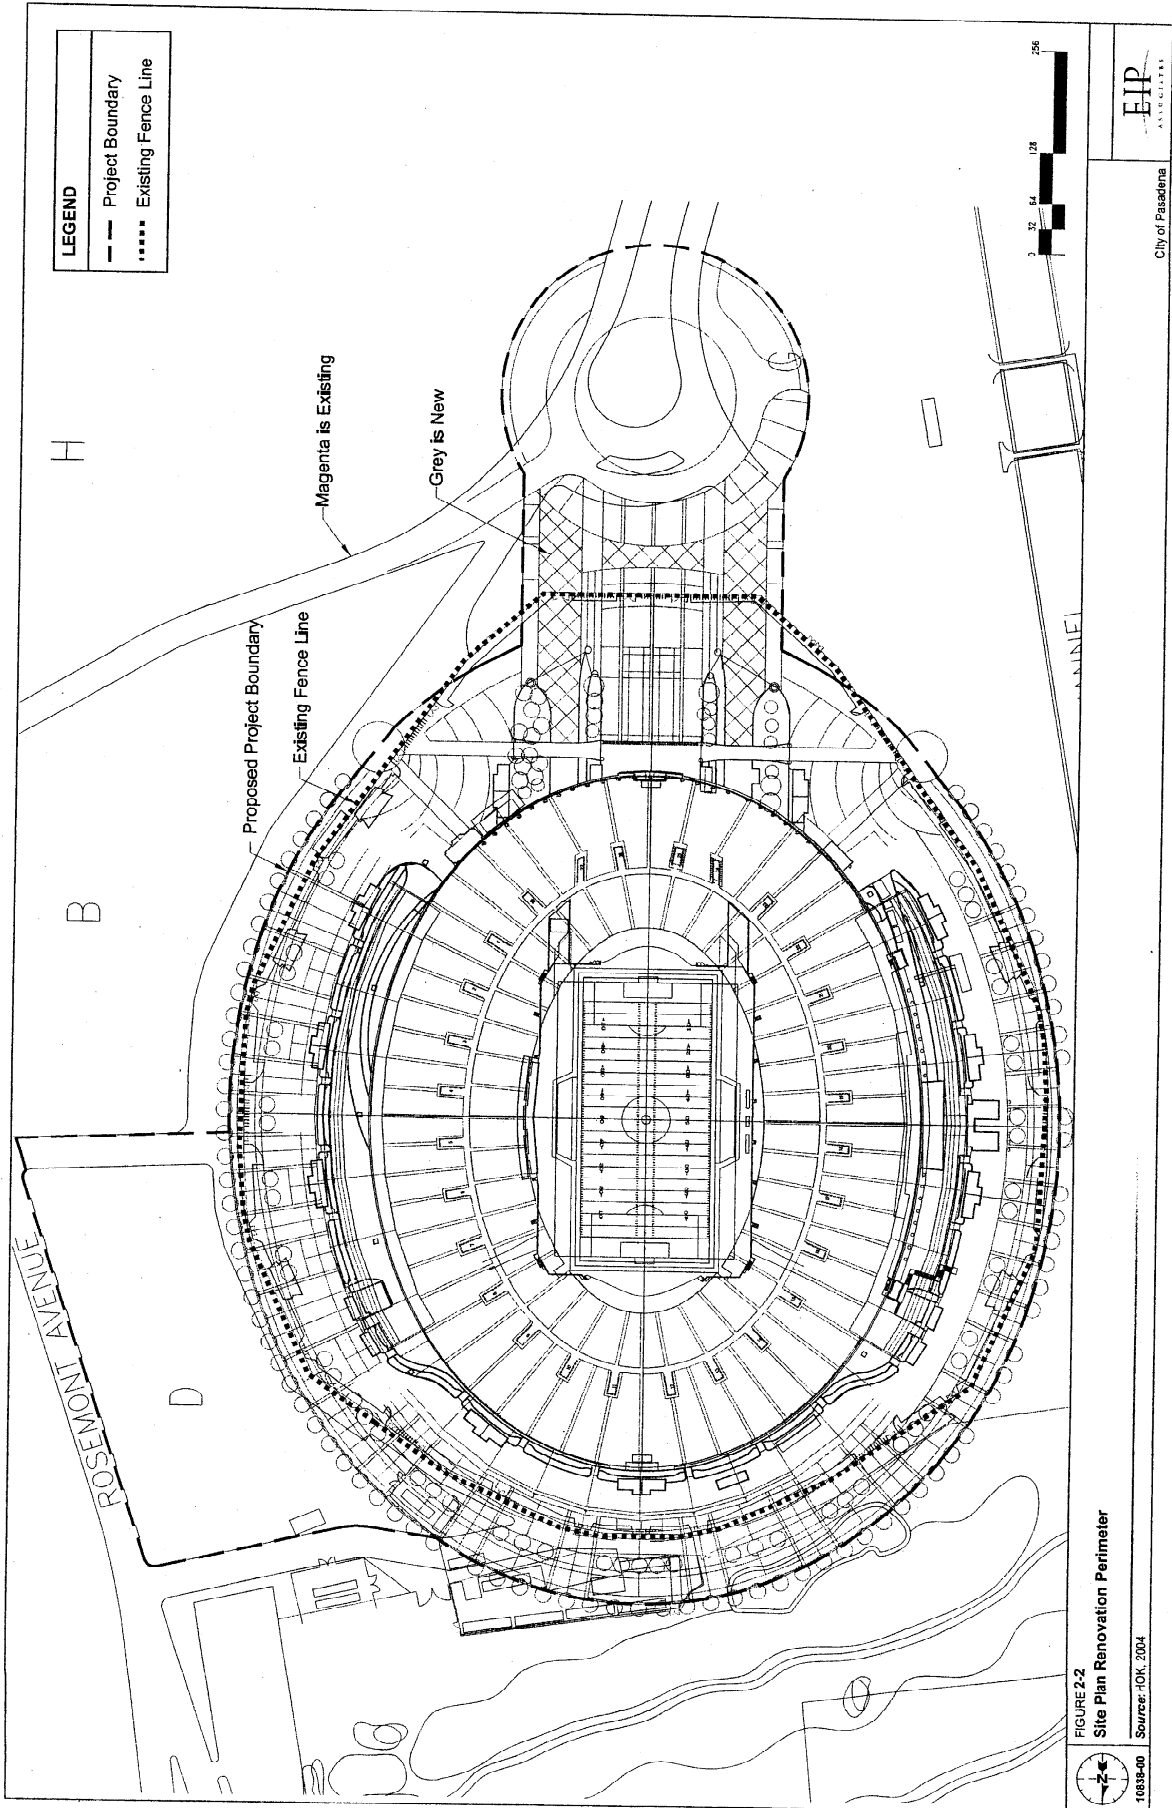 LEGEND
Project Boundary
Existing Fence Line
H
Magenta is Existing
Grey is New
Proposed Project Boundary
Existing Fence Line
B
ROSEMONT AVENUE
D
0 32 64 128 256
FIGURE 2-2
Site Plan Renovation Perimeter
N
10838-00
Source: HOK, 2004
City of Pasadena
EIP
ASSOCIATES